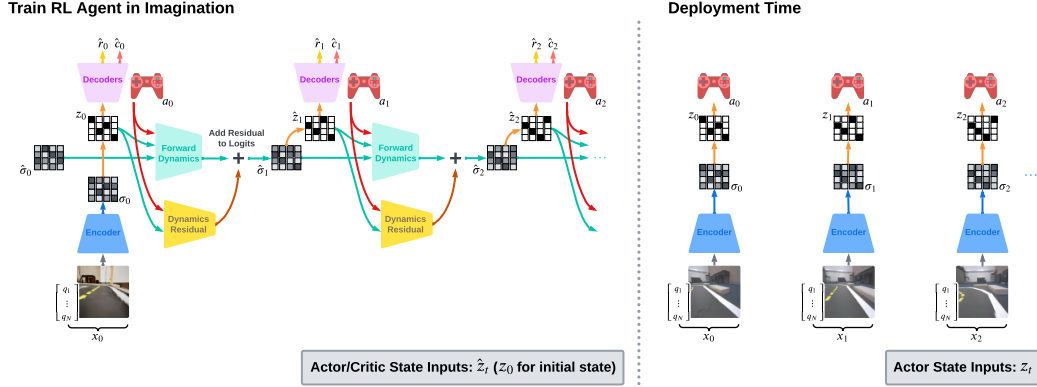 Train RL Agent in Imagination
Deployment Time
r̂₀ ĉ₀
r̂₁ ĉ₁
r̂₂ ĉ₂
Decoders
Decoders
Decoders
a₀
a₁
a₂
a₀
a₁
a₂
z₀
ẑ₁
ẑ₂
z₀
z₁
z₂
Add Residual
to Logits
Forward
Dynamics
Forward
Dynamics
+
+
...
σ̂₀
σ̂₁
σ̂₂
σ₀
σ₀
σ₁
σ₂
...
Dynamics
Residual
Dynamics
Residual
Encoder
Encoder
Encoder
Encoder
q₁
⋮
q_N
q₁
⋮
q_N
q₁
⋮
q_N
q₁
⋮
q_N
x₀
x₀
x₁
x₂
Actor/Critic State Inputs: ẑₜ (z₀ for initial state)
Actor State Inputs: zₜ